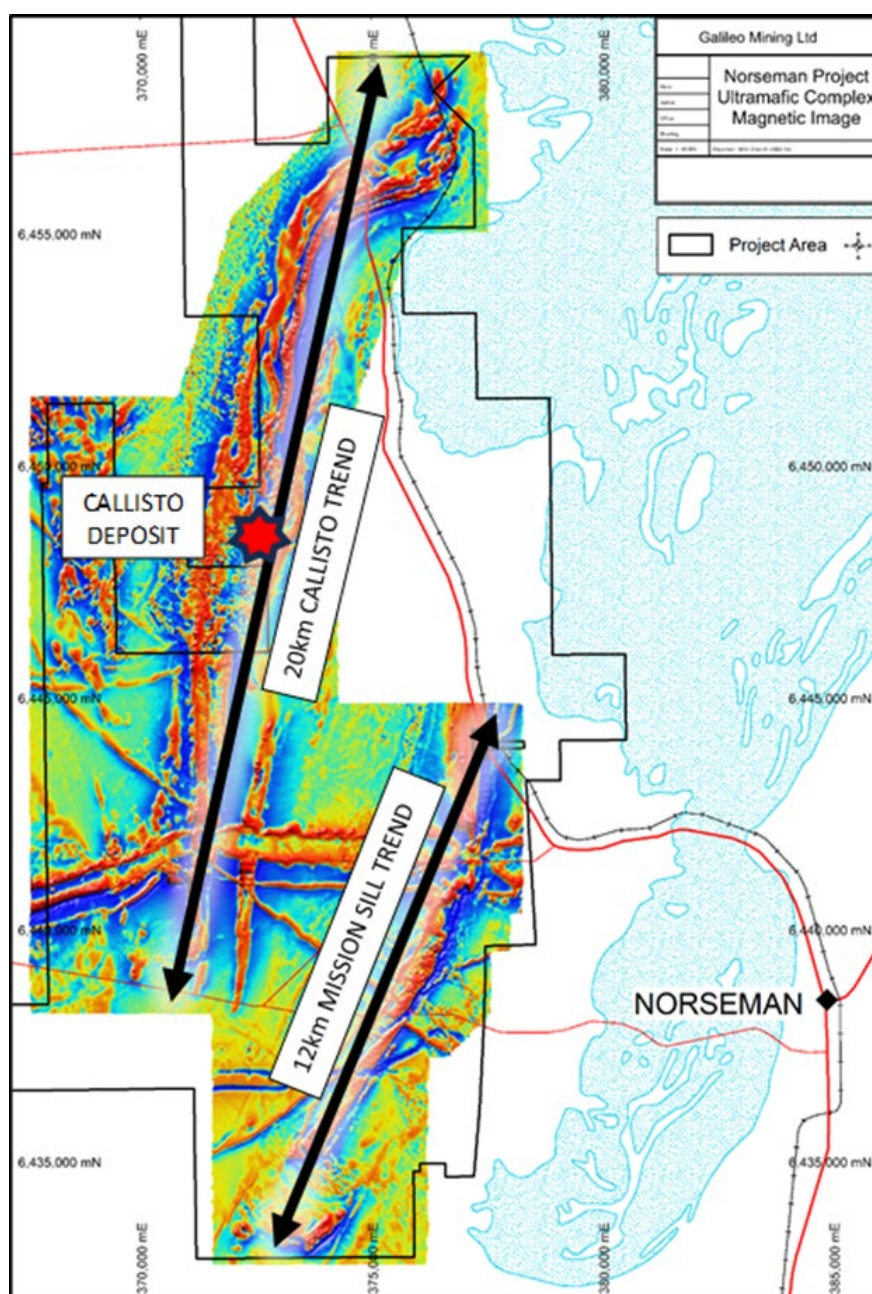 370,000 mE
375,000 mE
380,000 mE
Galileo Mining Ltd
Norseman Project
Ultramafic Complex
Magnetic Image
6,455,000 mN
Project Area
CALLISTO
DEPOSIT
20km CALLISTO TREND
6,450,000 mN
6,450,000 mN
6,445,000 mN
6,445,000 mN
12km MISSION SILL TREND
6,440,000 mN
6,440,000 mN
NORSEMAN
6,435,000 mN
6,435,000 mN
370,000 mE
375,000 mE
380,000 mE
385,000 mE